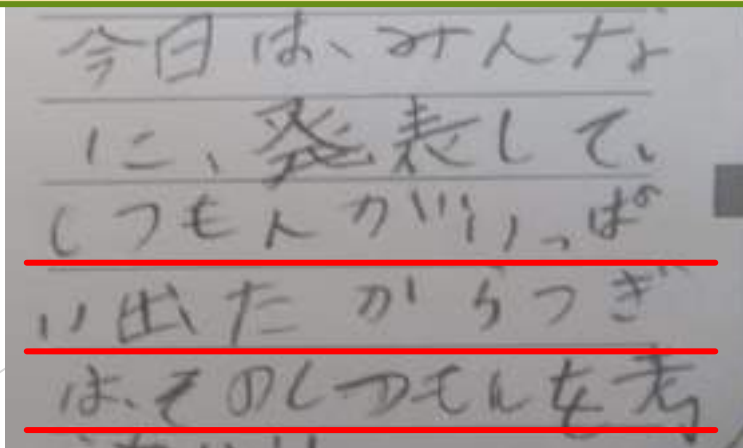 今日は、みんな
に、発表して、
しつもんがいっぱ
い出たからつぎ
は、そのしつもんを考